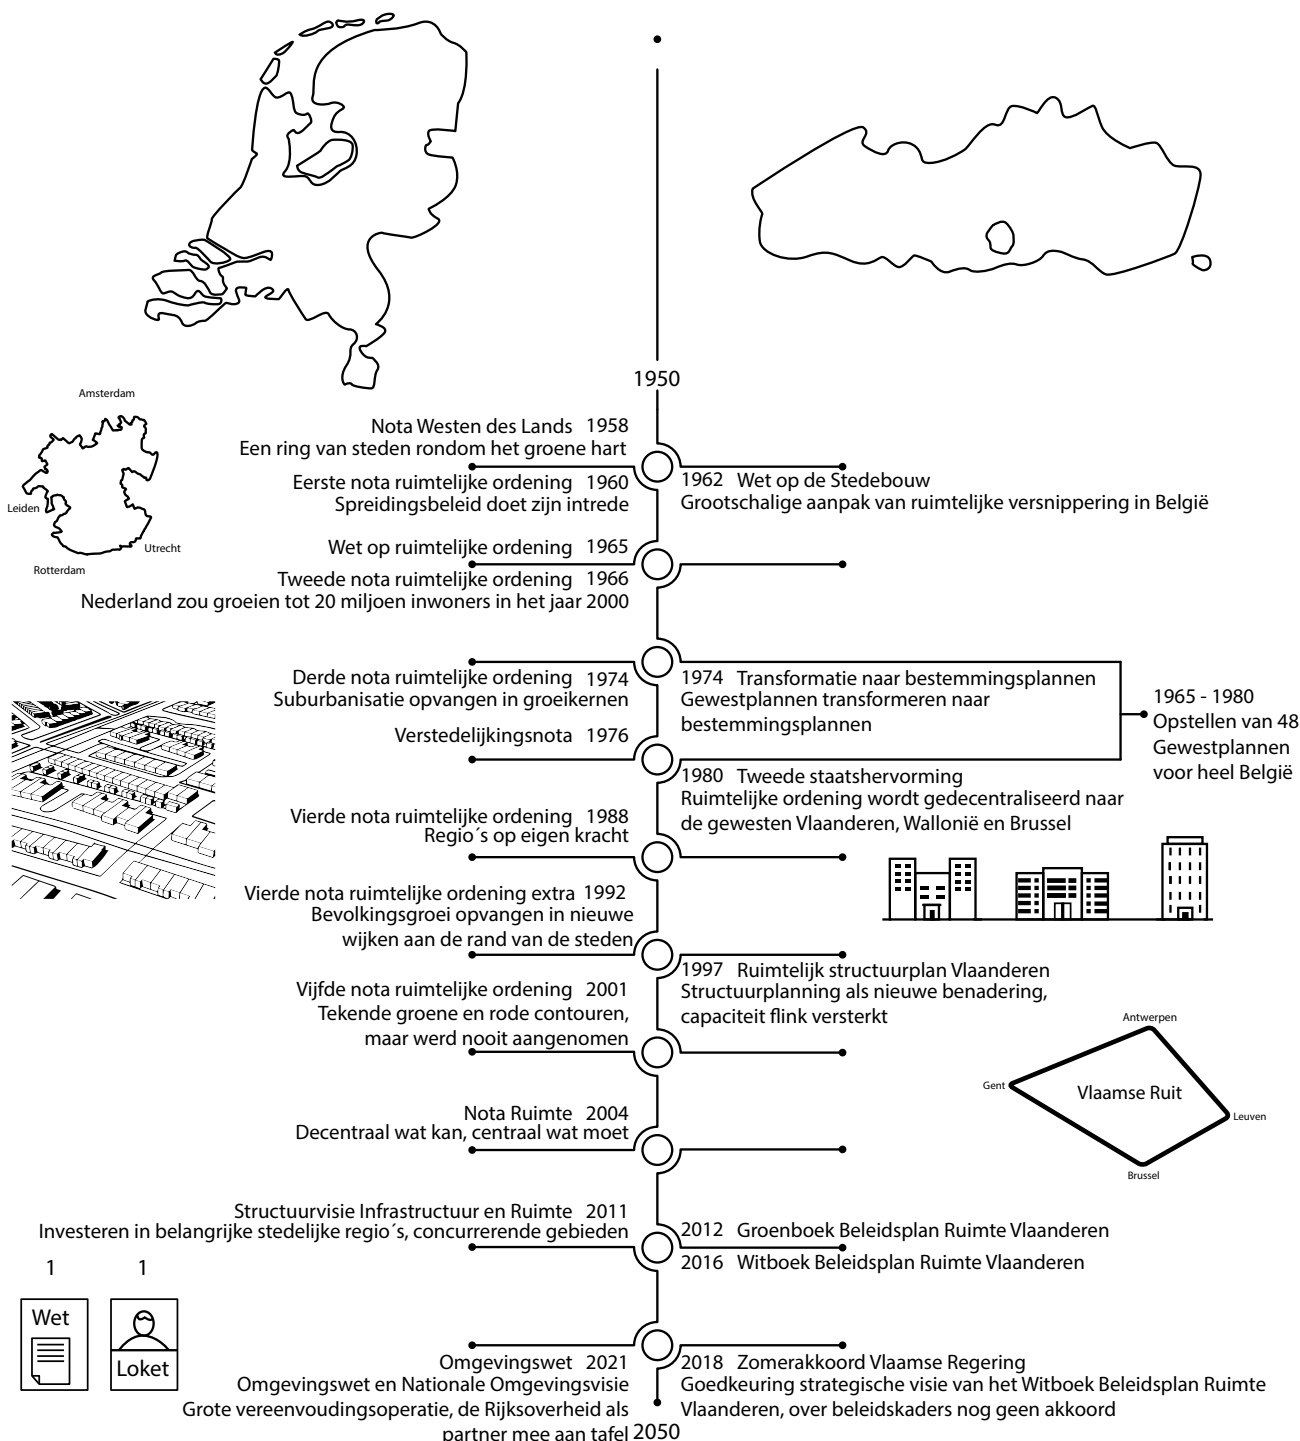 1950
Amsterdam
Leiden
Utrecht
Rotterdam
Nota Westen des Lands 1958
Een ring van steden rondom het groene hart
Eerste nota ruimtelijke ordening 1960
Spreidingsbeleid doet zijn intrede
1962 Wet op de Stedebouw
Grootschalige aanpak van ruimtelijke versnippering in België
Wet op ruimtelijke ordening 1965
Tweede nota ruimtelijke ordening 1966
Nederland zou groeien tot 20 miljoen inwoners in het jaar 2000
Derde nota ruimtelijke ordening 1974
Suburbanisatie opvangen in groeikernen
1974 Transformatie naar bestemmingsplannen
Gewestplannen transformeren naar
bestemmingsplannen
1965 - 1980
Opstellen van 48
Gewestplannen
voor heel België
Verstedelijkingsnota 1976
1980 Tweede staatshervorming
Ruimtelijke ordening wordt gedecentraliseerd naar
de gewesten Vlaanderen, Wallonië en Brussel
Vierde nota ruimtelijke ordening 1988
Regio´s op eigen kracht
Vierde nota ruimtelijke ordening extra 1992
Bevolkingsgroei opvangen in nieuwe
wijken aan de rand van de steden
1997 Ruimtelijk structuurplan Vlaanderen
Structuurplanning als nieuwe benadering,
capaciteit flink versterkt
Vijfde nota ruimtelijke ordening 2001
Tekende groene en rode contouren,
maar werd nooit aangenomen
Antwerpen
Gent
Vlaamse Ruit
Leuven
Brussel
Nota Ruimte 2004
Decentraal wat kan, centraal wat moet
Structuurvisie Infrastructuur en Ruimte 2011
Investeren in belangrijke stedelijke regio´s, concurrerende gebieden
2012 Groenboek Beleidsplan Ruimte Vlaanderen
2016 Witboek Beleidsplan Ruimte Vlaanderen
1 1
Wet
Loket
Omgevingswet 2021
Omgevingswet en Nationale Omgevingsvisie
Grote vereenvoudingsoperatie, de Rijksoverheid als
partner mee aan tafel
2018 Zomerakkoord Vlaamse Regering
Goedkeuring strategische visie van het Witboek Beleidsplan Ruimte
Vlaanderen, over beleidskaders nog geen akkoord
2050